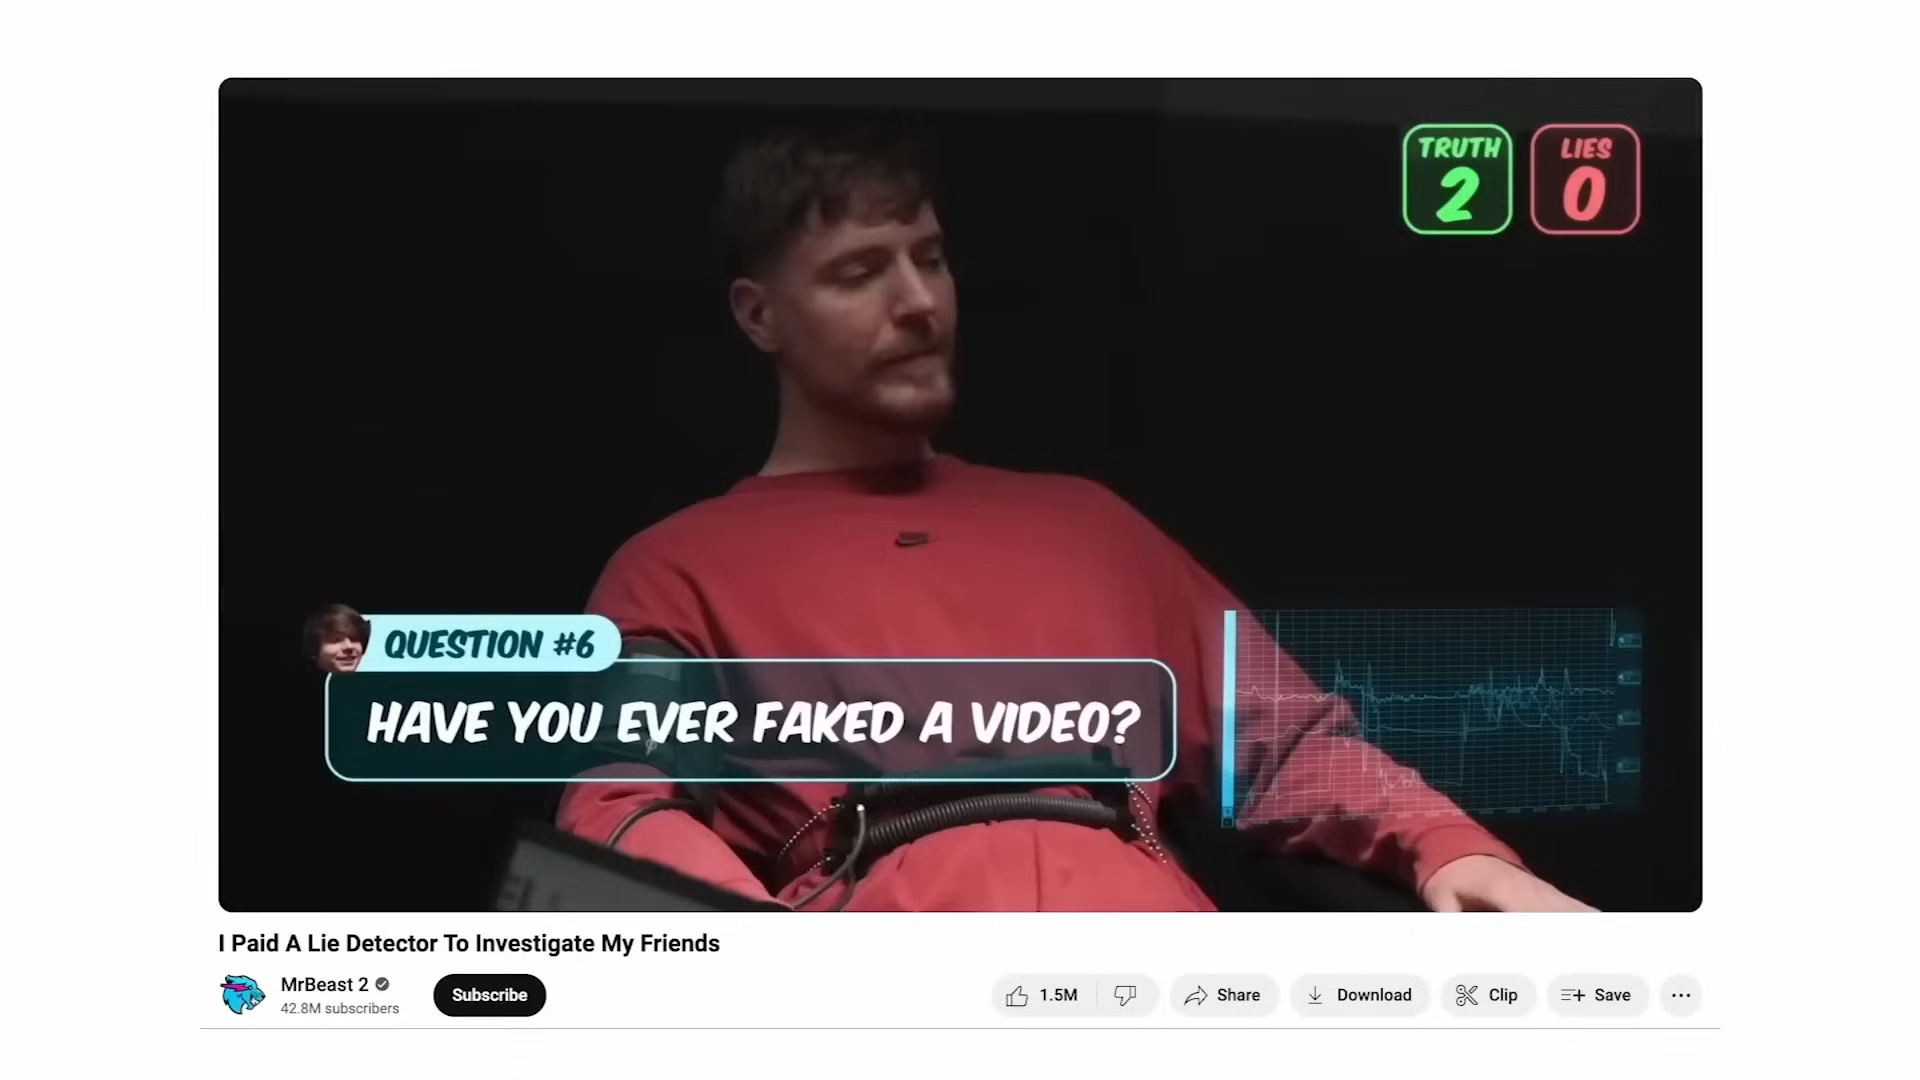 TRUTH
2
LIES
0
QUESTION #6
HAVE YOU EVER FAKED A VIDEO?
I Paid A Lie Detector To Investigate My Friends
MrBeast 2
42.8M subscribers
Subscribe
1.5M
Share
Download
Clip
Save